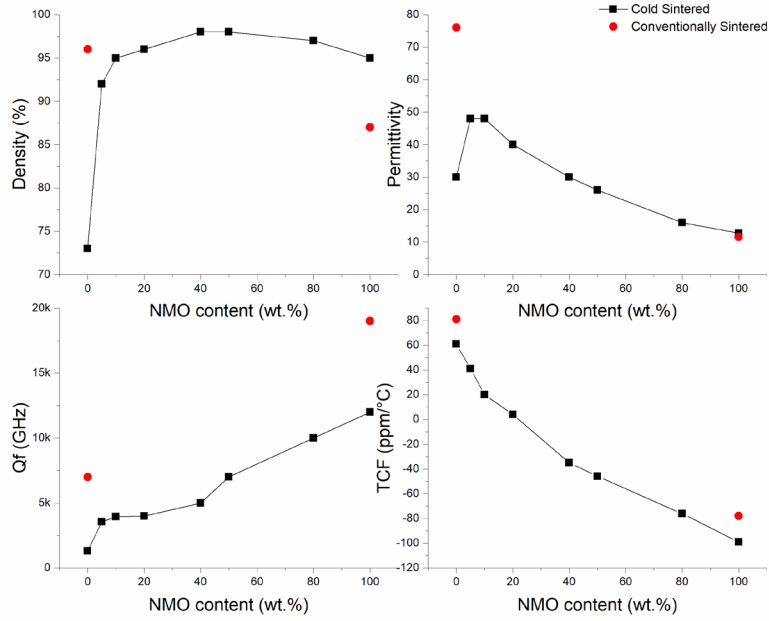 Cold Sintered
Conventionally Sintered
100
95
90
85
80
75
70
Density (%)
0 20 40 60 80 100
NMO content (wt.%)
80
70
60
50
40
30
20
10
0
Permittivity
0 20 40 60 80 100
NMO content (wt.%)
20k
15k
10k
5k
0
Qf (GHz)
0 20 40 60 80 100
NMO content (wt.%)
80
60
40
20
0
-20
-40
-60
-80
-100
-120
TCF (ppm/°C)
0 20 40 60 80 100
NMO content (wt.%)